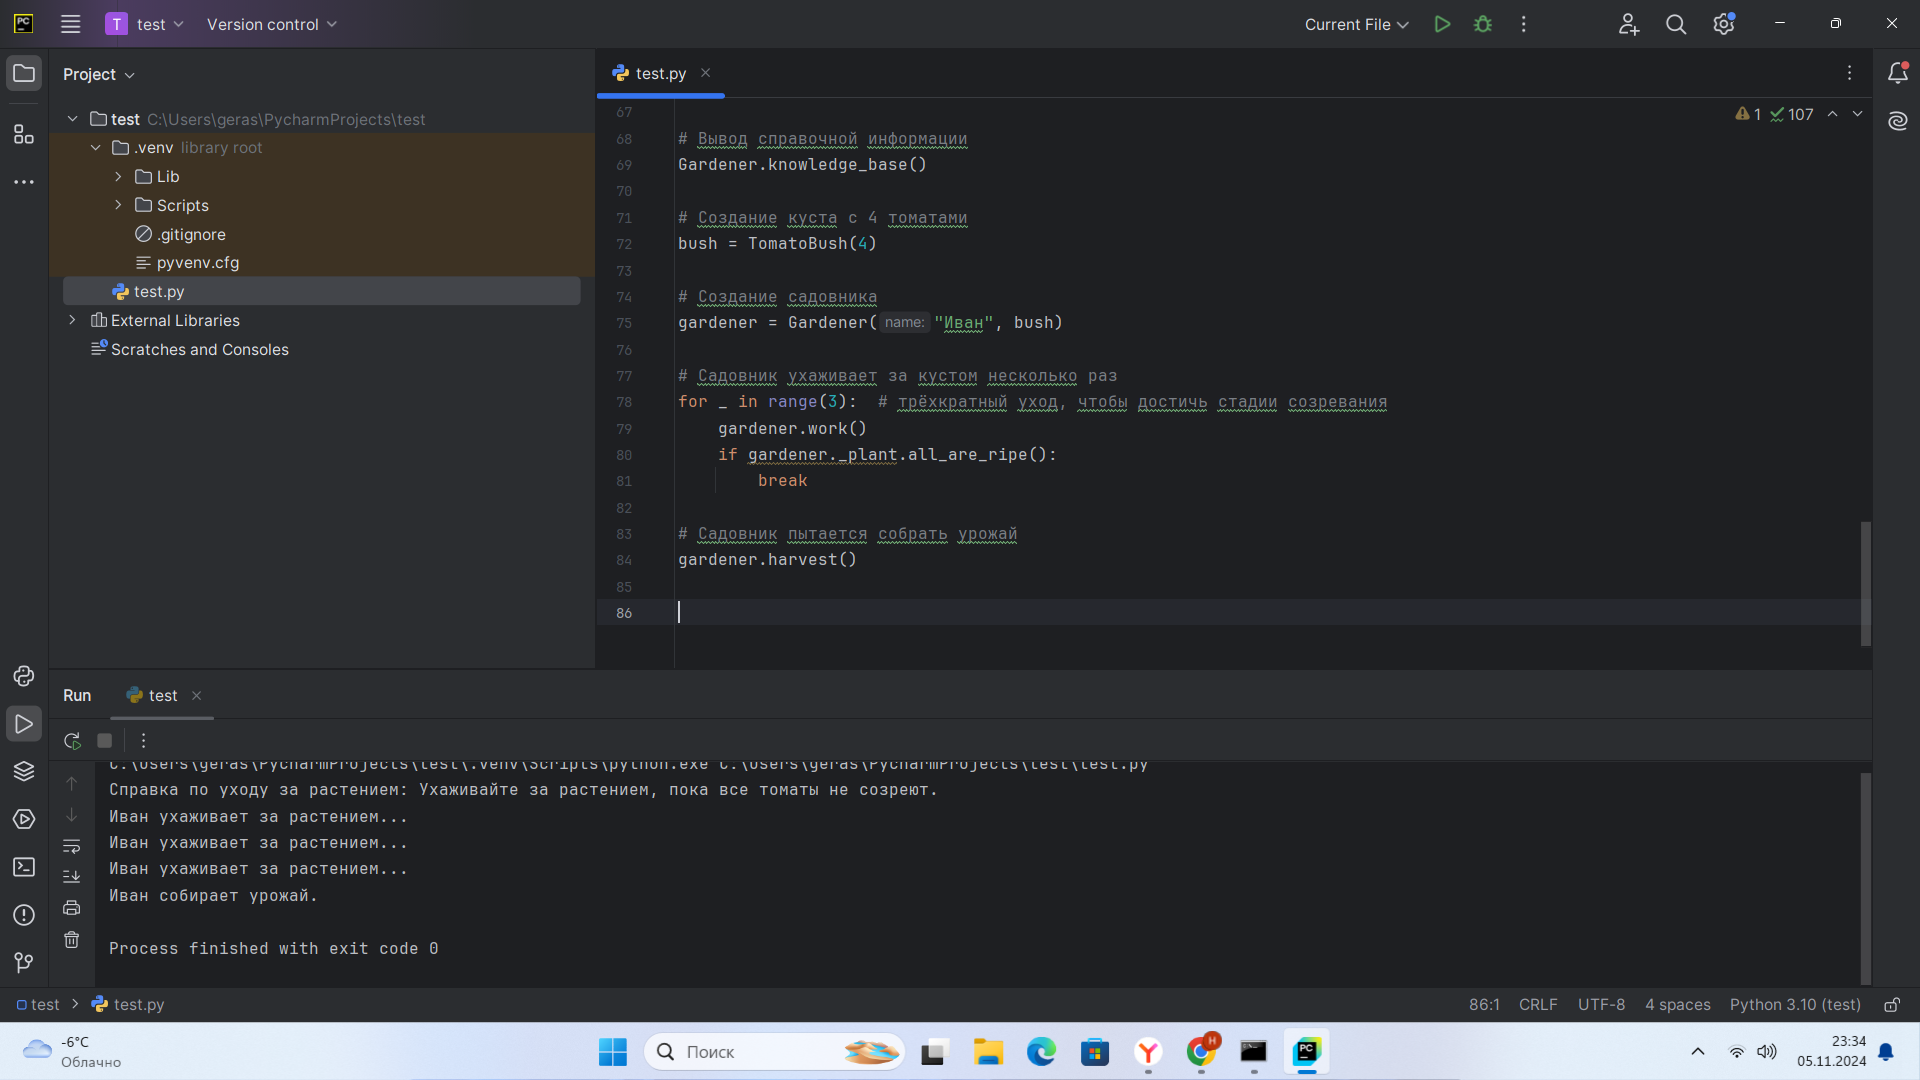 PC
T test Version control
Current File
Project
test C:\Users\geras\PycharmProjects\test
.venv library root
Lib
Scripts
.gitignore
pyvenv.cfg
test.py
External Libraries
Scratches and Consoles
test.py
1 107
67
68 # Вывод справочной информации
69 Gardener.knowledge_base()
70
71 # Создание куста с 4 томатами
72 bush = TomatoBush(4)
73
74 # Создание садовника
75 gardener = Gardener( name: "Иван", bush)
76
77 # Садовник ухаживает за кустом несколько раз
78 for _ in range(3):  # трёхкратный уход, чтобы достичь стадии созревания
79     gardener.work()
80     if gardener._plant.all_are_ripe():
81         break
82
83 # Садовник пытается собрать урожай
84 gardener.harvest()
85
86
Run test
C:\Users\geras\PycharmProjects\test\.venv\Scripts\python.exe C:\Users\geras\PycharmProjects\test\test.py
Справка по уходу за растением: Ухаживайте за растением, пока все томаты не созреют.
Иван ухаживает за растением...
Иван ухаживает за растением...
Иван ухаживает за растением...
Иван собирает урожай.
Process finished with exit code 0
test > test.py
86:1 CRLF UTF-8 4 spaces Python 3.10 (test)
-6°C
Облачно
Поиск
H
PC
23:34
05.11.2024